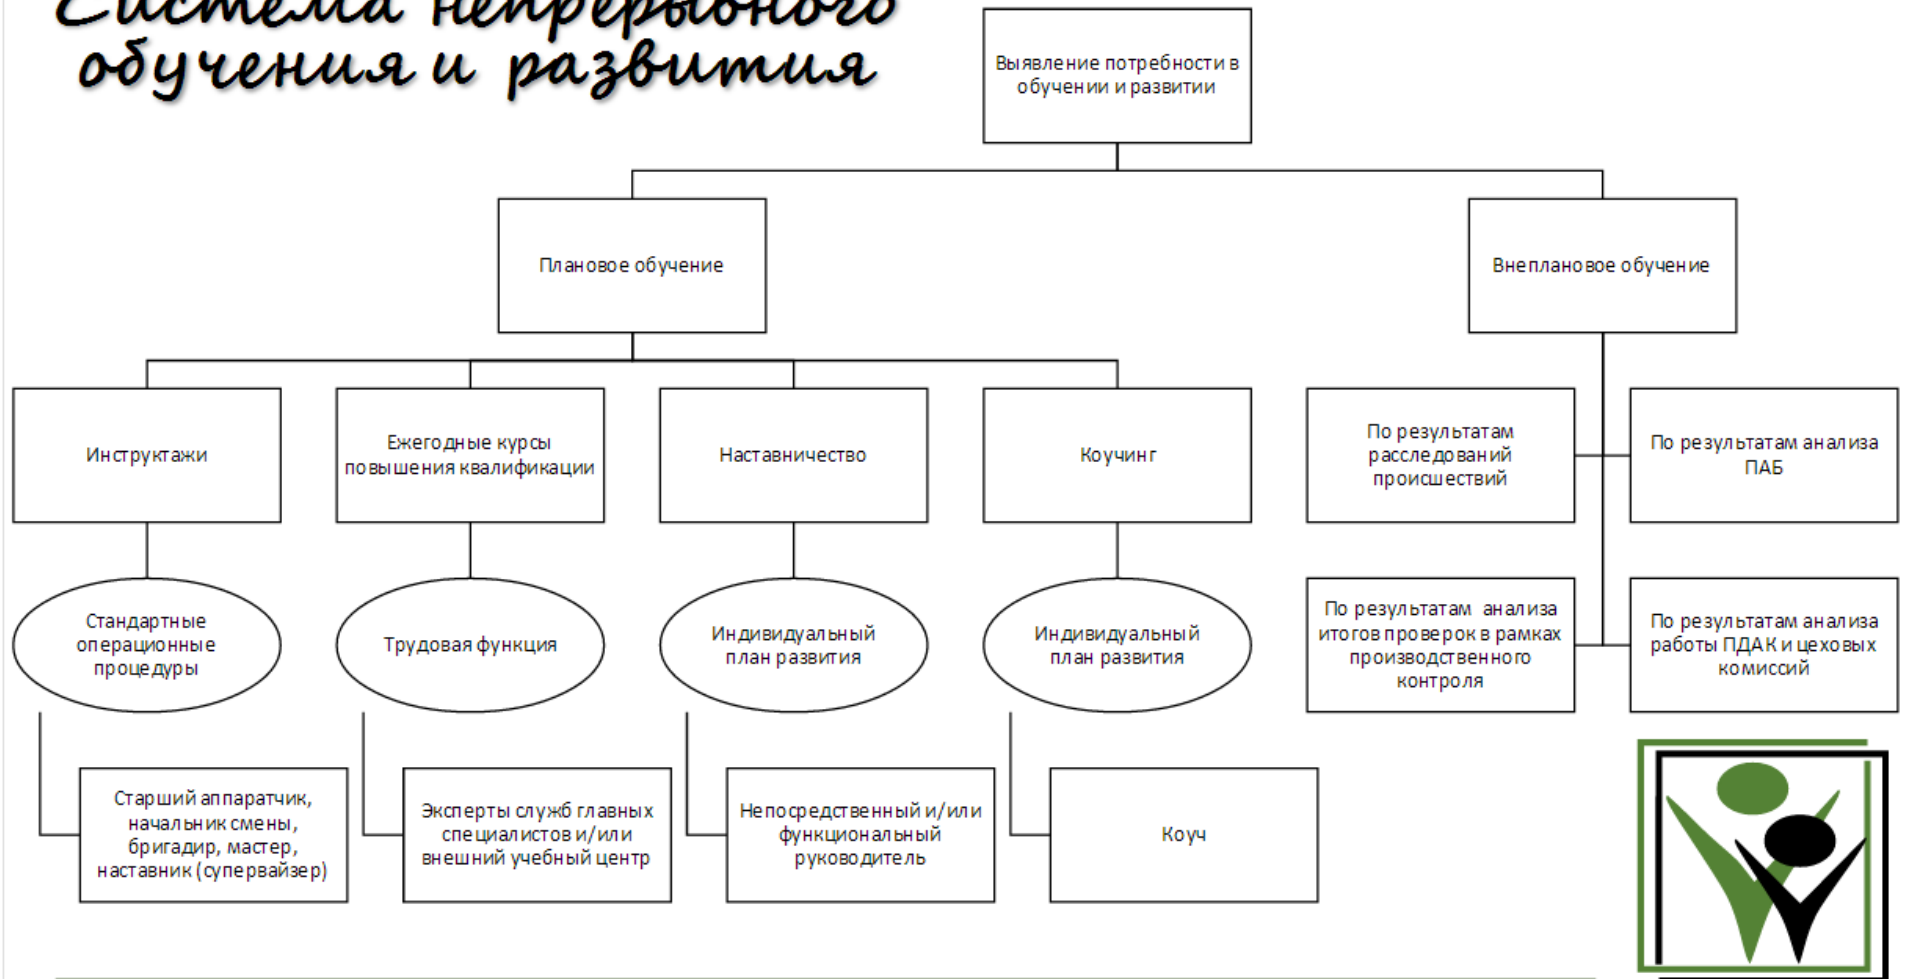 Система непрерывного
обучения и развития
Выявление потребности в
обучении и развитии
Плановое обучение
Внеплановое обучение
Инструктажи
Ежегодные курсы
повышения квалификации
Наставничество
Коучинг
По результатам
расследований
происшествий
По результатам анализа
ПАБ
Стандартные
операционные
процедуры
Трудовая функция
Индивидуальный
план развития
Индивидуальный
план развития
По результатам анализа
итогов проверок в рамках
производственного
контроля
По результатам анализа
работы ПДАК и цеховых
комиссий
Старший аппаратчик,
начальник смены,
бригадир, мастер,
наставник (супервайзер)
Эксперты служб главных
специалистов и/или
внешний учебный центр
Непосредственный и/или
функциональный
руководитель
Коуч